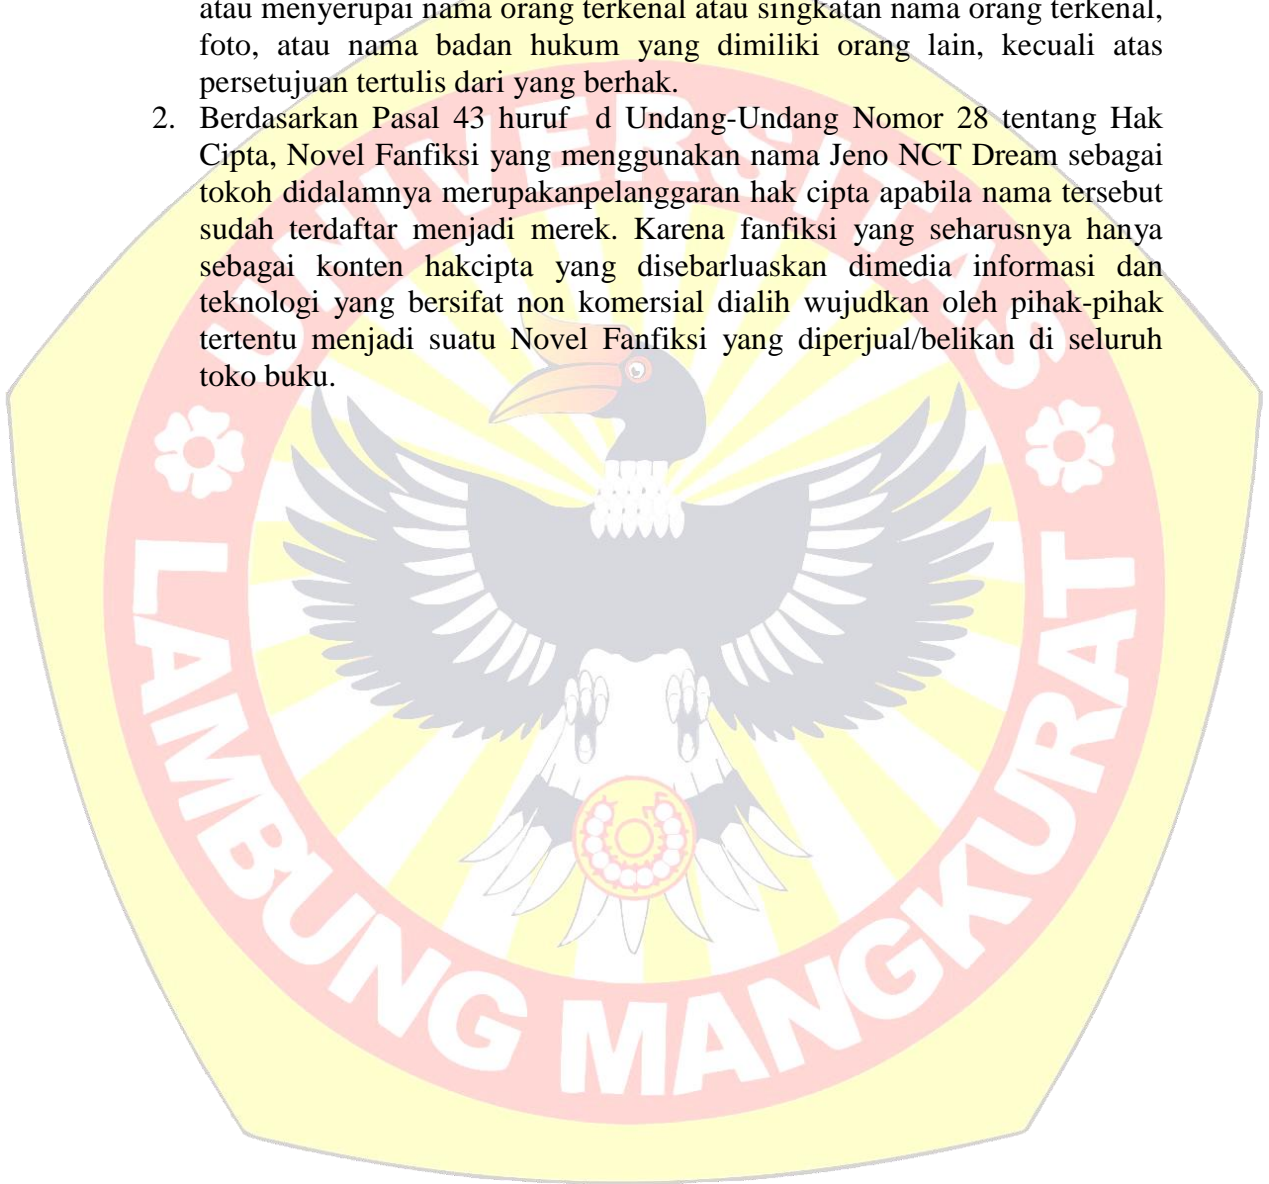 atau menyerupai nama orang terkenal atau singkatan nama orang terkenal,
foto, atau nama badan hukum yang dimiliki orang lain, kecuali atas
persetujuan tertulis dari yang berhak.
2. Berdasarkan Pasal 43 huruf d Undang-Undang Nomor 28 tentang Hak
Cipta, Novel Fanfiksi yang menggunakan nama Jeno NCT Dream sebagai
tokoh didalamnya merupakanpelanggaran hak cipta apabila nama tersebut
sudah terdaftar menjadi merek. Karena fanfiksi yang seharusnya hanya
sebagai konten hakcipta yang disebarluaskan dimedia informasi dan
teknologi yang bersifat non komersial dialih wujudkan oleh pihak-pihak
tertentu menjadi suatu Novel Fanfiksi yang diperjual/belikan di seluruh
toko buku.
UNIVERSITAS
LAMBUNG MANGKURAT